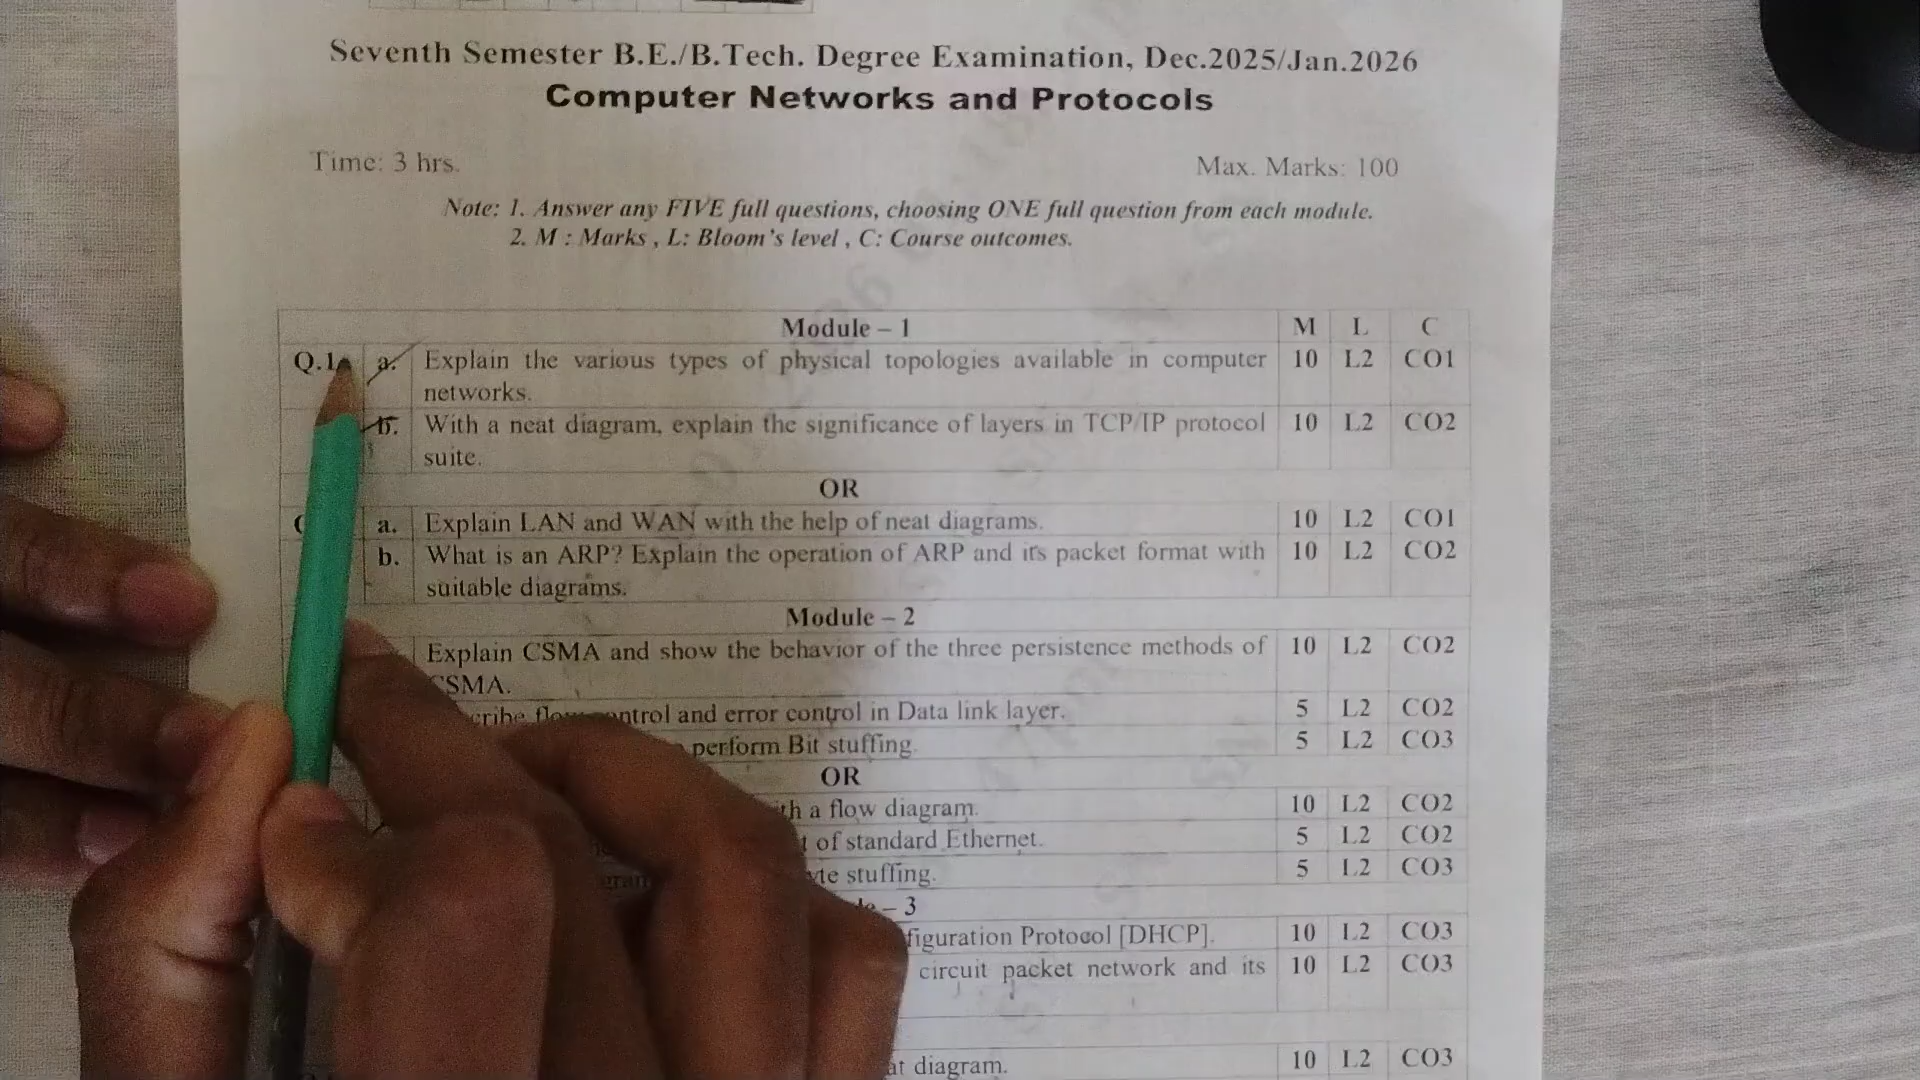 Seventh Semester B.E./B.Tech. Degree Examination, Dec.2025/Jan.2026
Computer Networks and Protocols
Time: 3 hrs.
Max. Marks: 100
Note: 1. Answer any FIVE full questions, choosing ONE full question from each module.
2. M : Marks , L: Bloom's level , C: Course outcomes.
Module – 1 M L C
Q.1 a. Explain the various types of physical topologies available in computer 10 L2 CO1
networks.
b. With a neat diagram, explain the significance of layers in TCP/IP protocol 10 L2 CO2
suite.
OR
a. Explain LAN and WAN with the help of neat diagrams. 10 L2 CO1
b. What is an ARP? Explain the operation of ARP and its packet format with 10 L2 CO2
suitable diagrams.
Module – 2
Explain CSMA and show the behavior of the three persistence methods of 10 L2 CO2
CSMA.
control and error control in Data link layer. 5 L2 CO2
perform Bit stuffing. 5 L2 CO3
OR
a flow diagram. 10 L2 CO2
of standard Ethernet. 5 L2 CO2
stuffing. 5 L2 CO3
– 3
Protocol [DHCP]. 10 L2 CO3
circuit packet network and its 10 L2 CO3
diagram. 10 L2 CO3